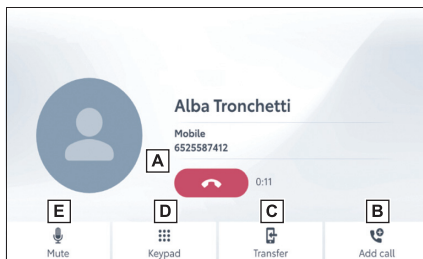 Alba Tronchetti
Mobile
6525587412
A
0:11
E
D
C
B
Mute
Keypad
Transfer
Add call